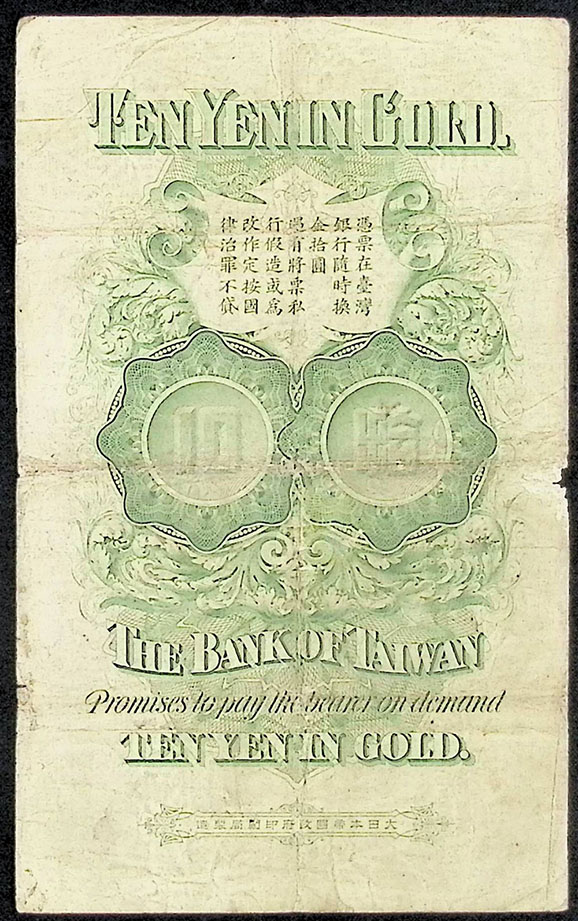 TEN YEN IN GOLD.
憑票在臺灣
銀行隨時換
金拾圓
遇有將票私
行假造或爲
改作定按國
律治罪不貸
THE BANK OF TAIWAN
Promises to pay the bearer on demand
TEN YEN IN GOLD.
大日本帝國政府印刷局製造